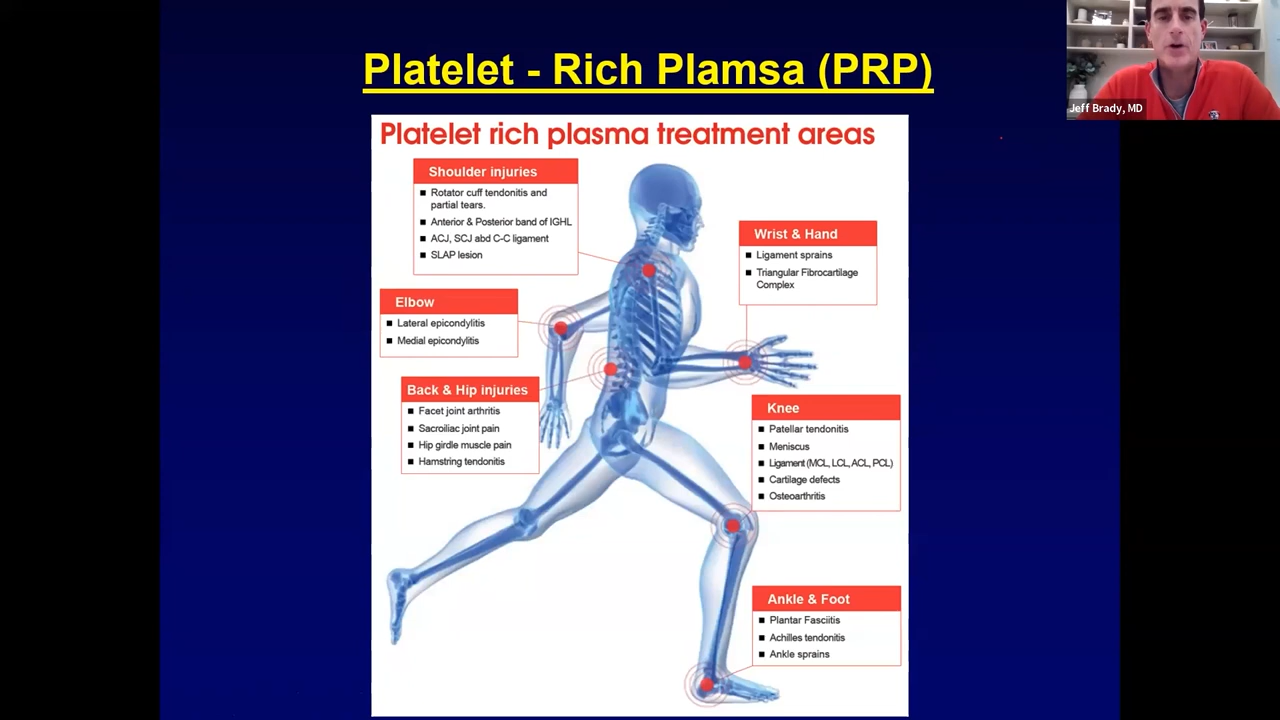 Platelet - Rich Plamsa (PRP)
Jeff Brady, MD
Platelet rich plasma treatment areas
Shoulder injuries
Rotator cuff tendonitis and
partial tears.
Anterior & Posterior band of IGHL
ACJ, SCJ abd C-C ligament
SLAP lesion
Wrist & Hand
Ligament sprains
Triangular Fibrocartilage
Complex
Elbow
Lateral epicondylitis
Medial epicondylitis
Back & Hip injuries
Facet joint arthritis
Sacroiliac joint pain
Hip girdle muscle pain
Hamstring tendonitis
Knee
Patellar tendonitis
Meniscus
Ligament (MCL, LCL, ACL, PCL)
Cartilage defects
Osteoarthritis
Ankle & Foot
Plantar Fasciitis
Achilles tendonitis
Ankle sprains